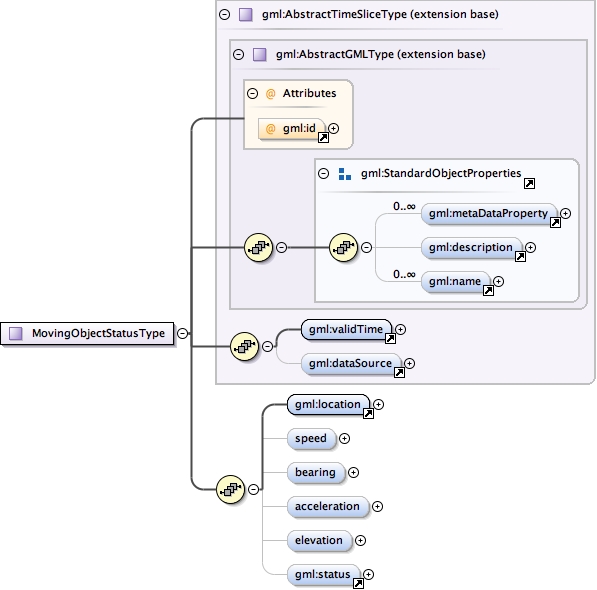 gml:AbstractTimeSliceType (extension base)
gml:AbstractGMLType (extension base)
@ Attributes
@ gml:id
gml:StandardObjectProperties
0..∞
gml:metaDataProperty
gml:description
0..∞
gml:name
MovingObjectStatusType
gml:validTime
gml:dataSource
gml:location
speed
bearing
acceleration
elevation
gml:status